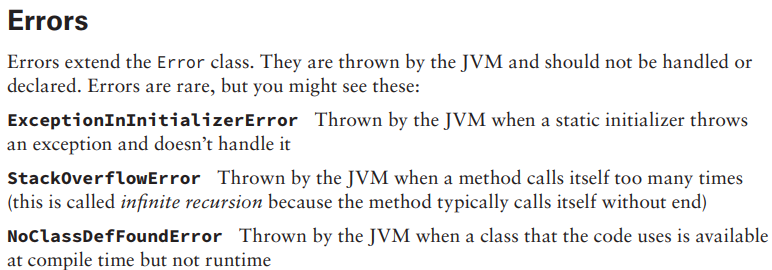 Errors
Errors extend the Error class. They are thrown by the JVM and should not be handled or
declared. Errors are rare, but you might see these:
ExceptionInInitializerError Thrown by the JVM when a static initializer throws
an exception and doesn’t handle it
StackOverflowError Thrown by the JVM when a method calls itself too many times
(this is called infinite recursion because the method typically calls itself without end)
NoClassDefFoundError Thrown by the JVM when a class that the code uses is available
at compile time but not runtime